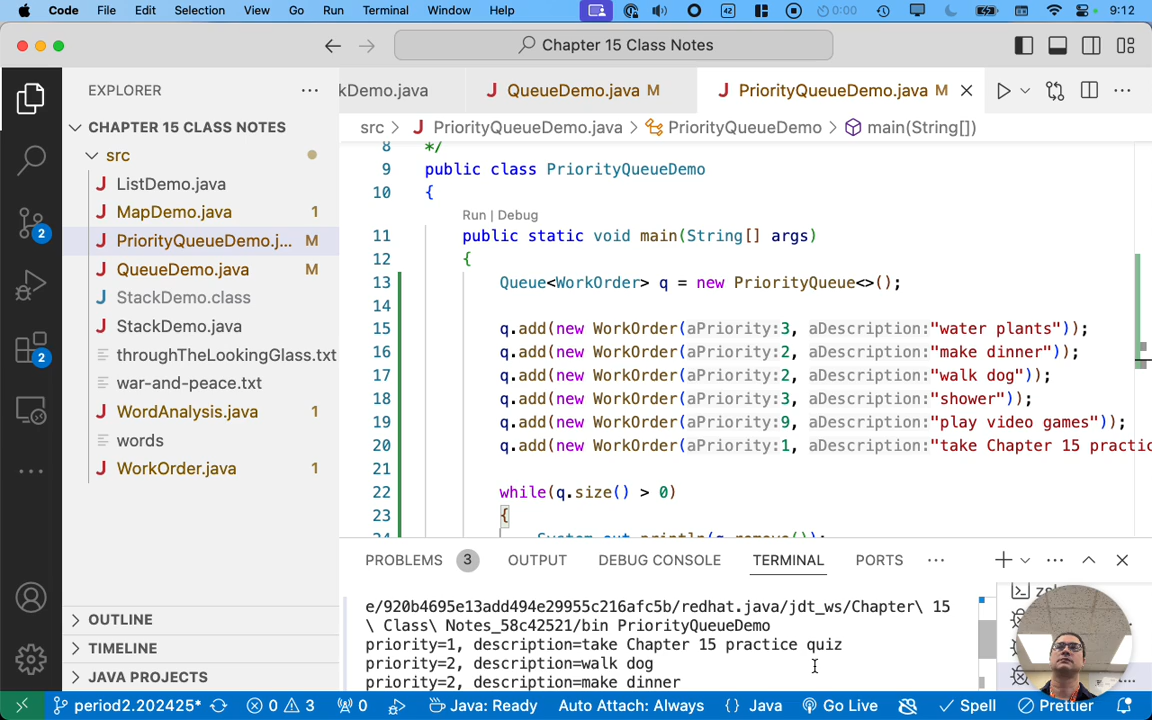 Code File Edit Selection View Go Run Terminal Window Help 42 0:00 9:12
Chapter 15 Class Notes
EXPLORER
kDemo.java J QueueDemo.java M J PriorityQueueDemo.java M
src > J PriorityQueueDemo.java > PriorityQueueDemo > main(String[])
CHAPTER 15 CLASS NOTES
src
J ListDemo.java
J MapDemo.java 1
J PriorityQueueDemo.j... M
J QueueDemo.java M
J StackDemo.class
J StackDemo.java
throughTheLookingGlass.txt
war-and-peace.txt
J WordAnalysis.java 1
words
J WorkOrder.java 1
OUTLINE
TIMELINE
JAVA PROJECTS
2
2
8 */
9 public class PriorityQueueDemo
10 {
Run | Debug
11 public static void main(String[] args)
12 {
13 Queue<WorkOrder> q = new PriorityQueue<>();
14
15 q.add(new WorkOrder(aPriority:3, aDescription:"water plants"));
16 q.add(new WorkOrder(aPriority:2, aDescription:"make dinner"));
17 q.add(new WorkOrder(aPriority:2, aDescription:"walk dog"));
18 q.add(new WorkOrder(aPriority:3, aDescription:"shower"));
19 q.add(new WorkOrder(aPriority:9, aDescription:"play video games"));
20 q.add(new WorkOrder(aPriority:1, aDescription:"take Chapter 15 practic
21
22 while(q.size() > 0)
23 {
24 System.out.println(q.remove());
PROBLEMS 3 OUTPUT DEBUG CONSOLE TERMINAL PORTS
e/920b4695e13add494e29955c216afc5b/redhat.java/jdt_ws/Chapter\ 15
\ Class\ Notes_58c42521/bin PriorityQueueDemo
priority=1, description=take Chapter 15 practice quiz
priority=2, description=walk dog
priority=2, description=make dinner
period2.202425* 0 3 0 Java: Ready Auto Attach: Always {} Java Go Live Spell Prettier